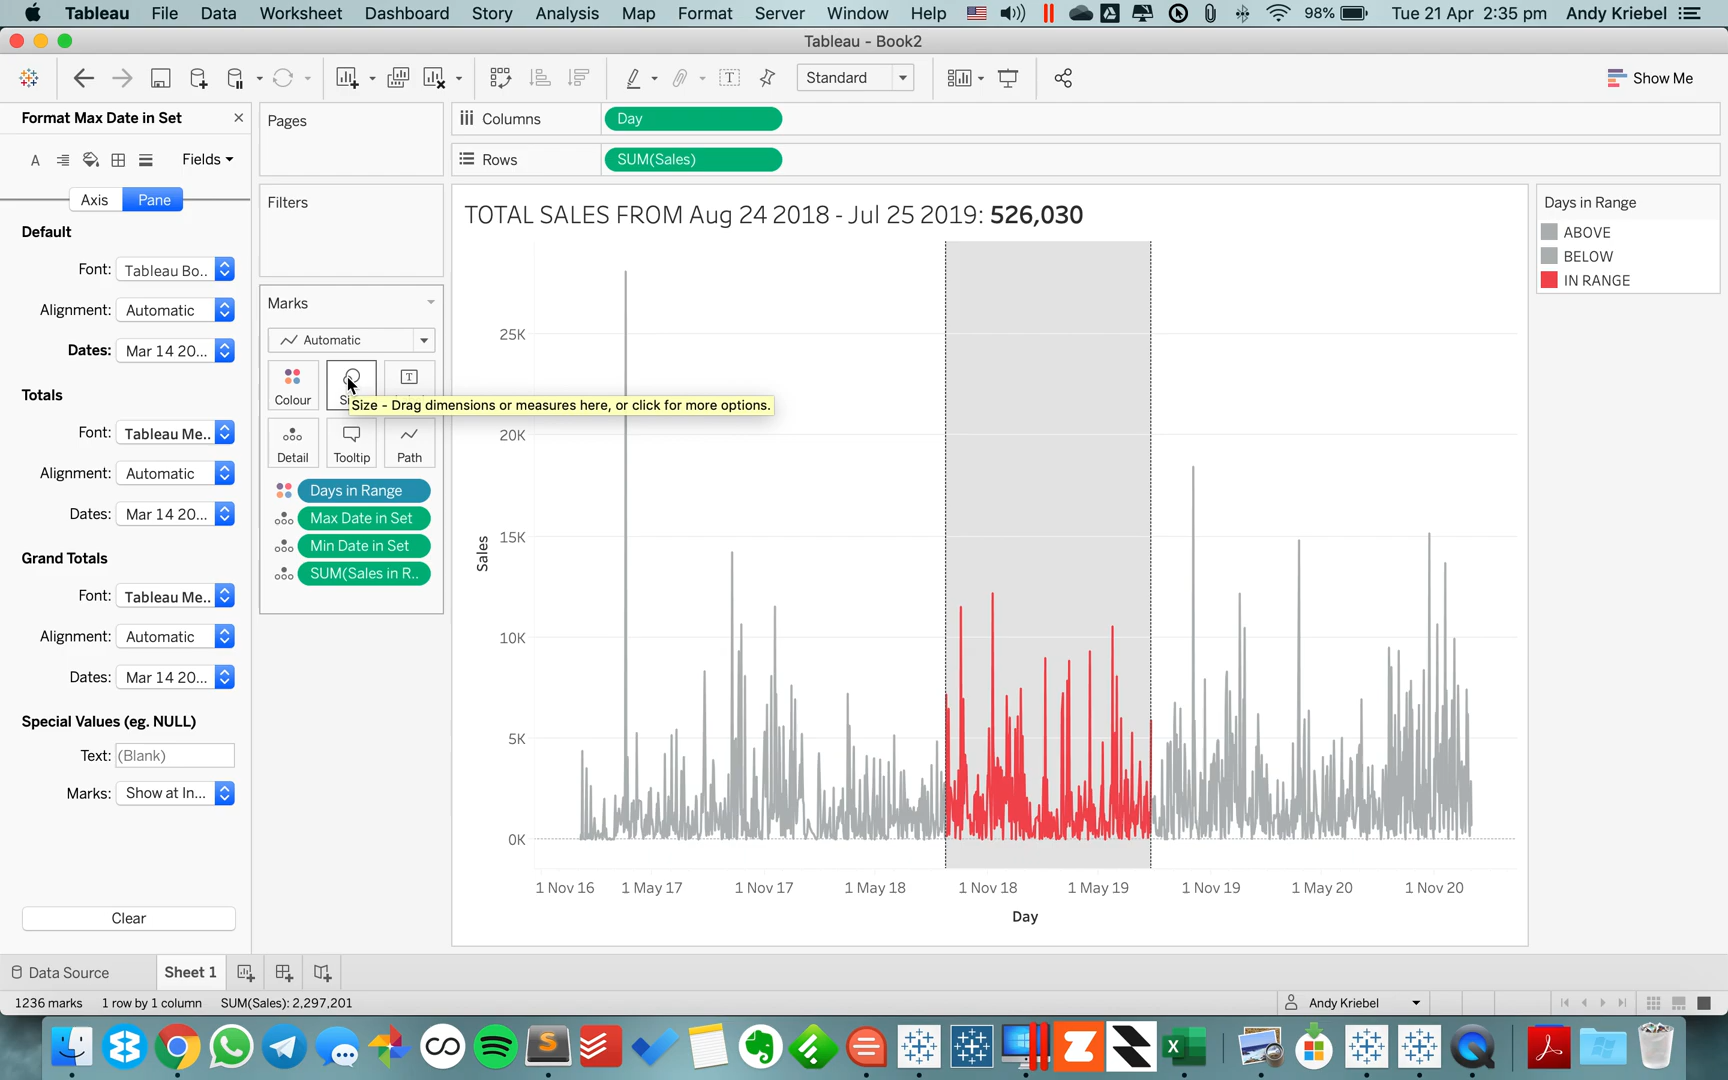 Tableau File Data Worksheet Dashboard Story Analysis Map Format Server Window Help 98% Tue 21 Apr 2:35 pm Andy Kriebel
Tableau - Book2
Standard
Show Me
Format Max Date in Set
Fields
Axis Pane
Default
Font: Tableau Bo..
Alignment: Automatic
Dates: Mar 14 20...
Totals
Font: Tableau Me..
Alignment: Automatic
Dates: Mar 14 20...
Grand Totals
Font: Tableau Me..
Alignment: Automatic
Dates: Mar 14 20...
Special Values (eg. NULL)
Text: (Blank)
Marks: Show at In...
Clear
Pages
Filters
Marks
Automatic
Colour
Size - Drag dimensions or measures here, or click for more options.
Detail Tooltip Path
Days in Range
Max Date in Set
Min Date in Set
SUM(Sales in R..
Columns Day
Rows SUM(Sales)
TOTAL SALES FROM Aug 24 2018 - Jul 25 2019: 526,030
25K
20K
15K
10K
5K
0K
Sales
1 Nov 16 1 May 17 1 Nov 17 1 May 18 1 Nov 18 1 May 19 1 Nov 19 1 May 20 1 Nov 20
Day
Days in Range
ABOVE
BELOW
IN RANGE
Data Source Sheet 1
1236 marks 1 row by 1 column SUM(Sales): 2,297,201 Andy Kriebel